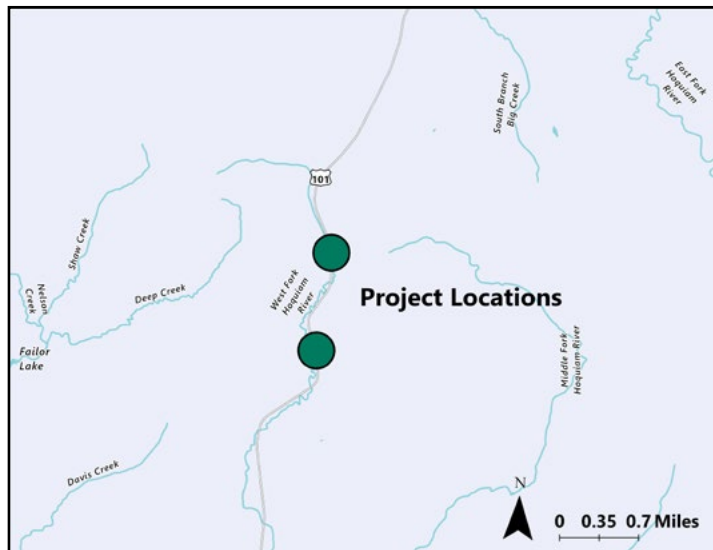 East Fork
Hoquiam
River
South Branch
Big Creek
101
Shaw Creek
Nelson
Creek
Deep Creek
West Fork
Hoquiam
River
Project Locations
Failor
Lake
Middle Fork
Hoquiam River
Davis Creek
N
0 0.35 0.7 Miles